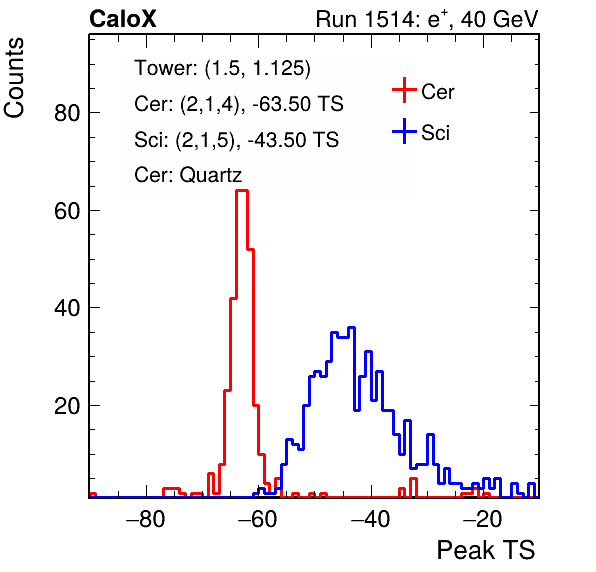 CaloX Run 1514: e⁺, 40 GeV
Counts
Tower: (1.5, 1.125)
Cer: (2,1,4), -63.50 TS
Sci: (2,1,5), -43.50 TS
Cer: Quartz
Cer
Sci
80
60
40
20
−80 −60 −40 −20
Peak TS